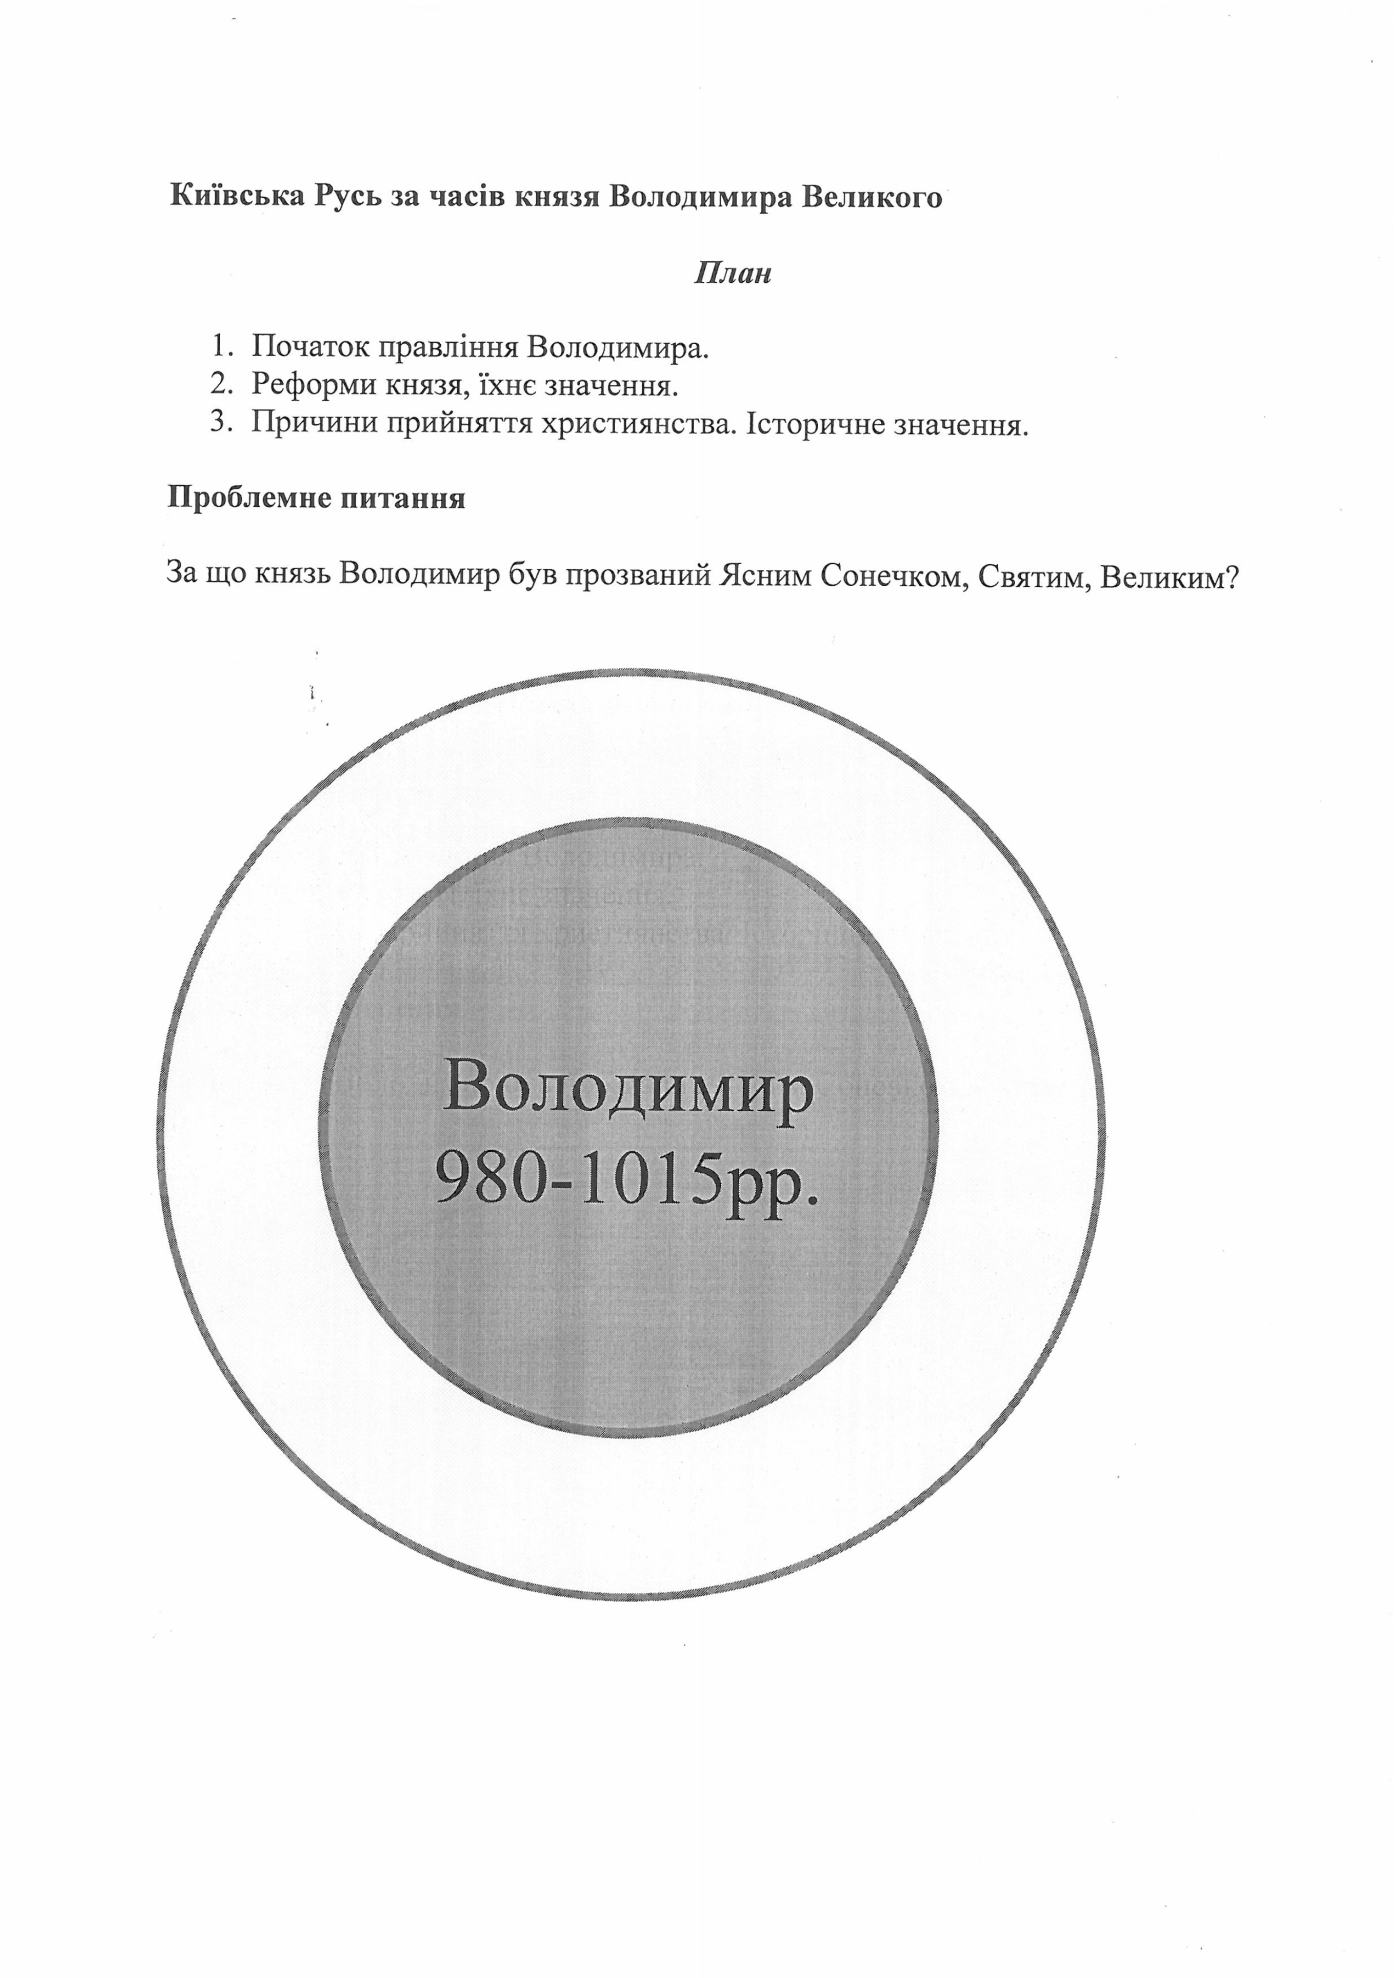 Київська Русь за часів князя Володимира Великого
План
1. Початок правління Володимира.
2. Реформи князя, їхнє значення.
3. Причини прийняття християнства. Історичне значення.
Проблемне питання
За що князь Володимир був прозваний Ясним Сонечком, Святим, Великим?
Володимир
980-1015рр.